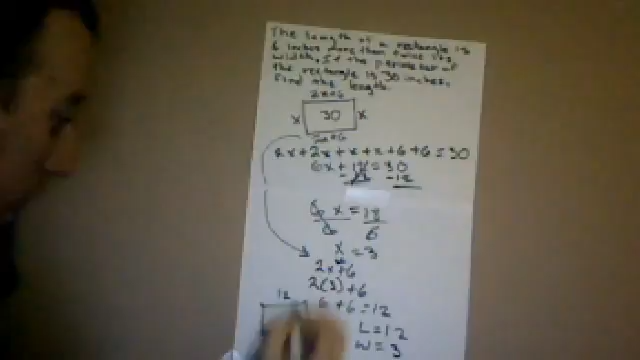 The length of a rectangle is
6 inches more than twice its
width. If the perimeter of
the rectangle is 30 inches,
find the length.
2x+6
x 30 x
2x+6
2x+2x+x+x+6+6=30
6x+12=30
-12 -12
6x=18
6 6
x=3
2x+6
2(3)+6
12 6+6=12
L=12
W=3